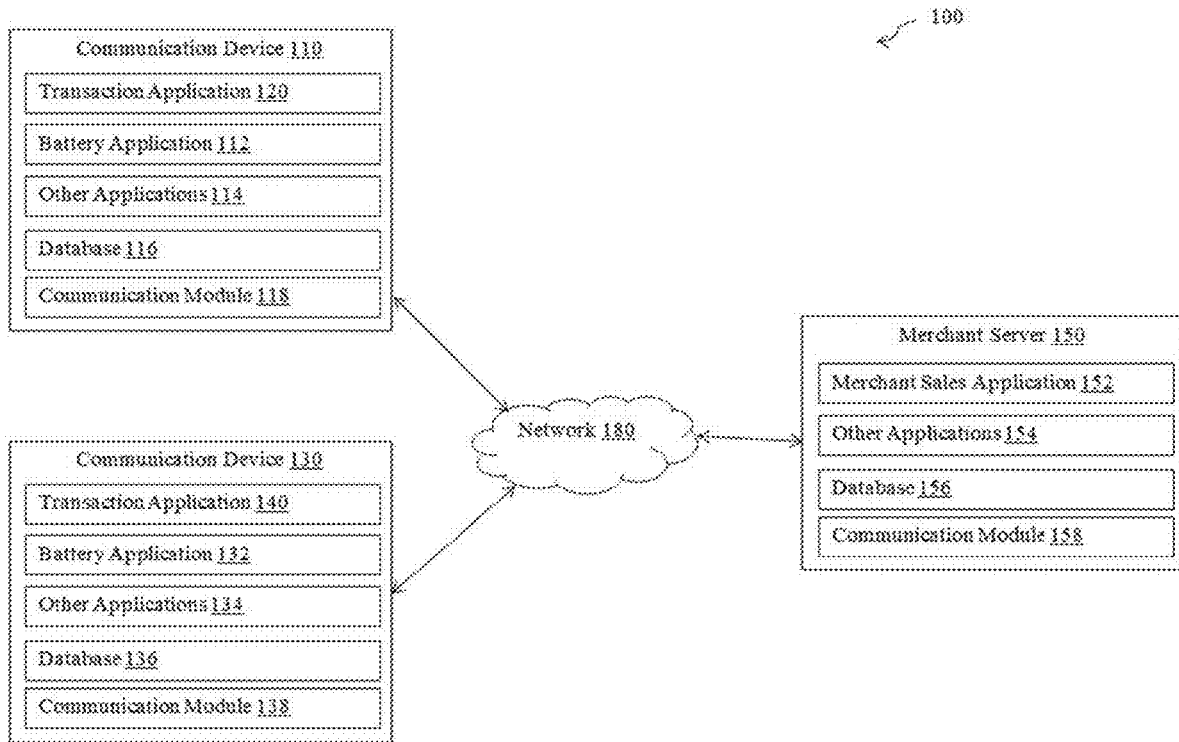 100
Communication Device 110
Transaction Application 120
Battery Application 112
Other Applications 114
Database 116
Communication Module 118
Merchant Server 150
Merchant Sales Application 152
Other Applications 154
Database 156
Communication Module 158
Network 180
Communication Device 130
Transaction Application 140
Battery Application 132
Other Applications 134
Database 136
Communication Module 138